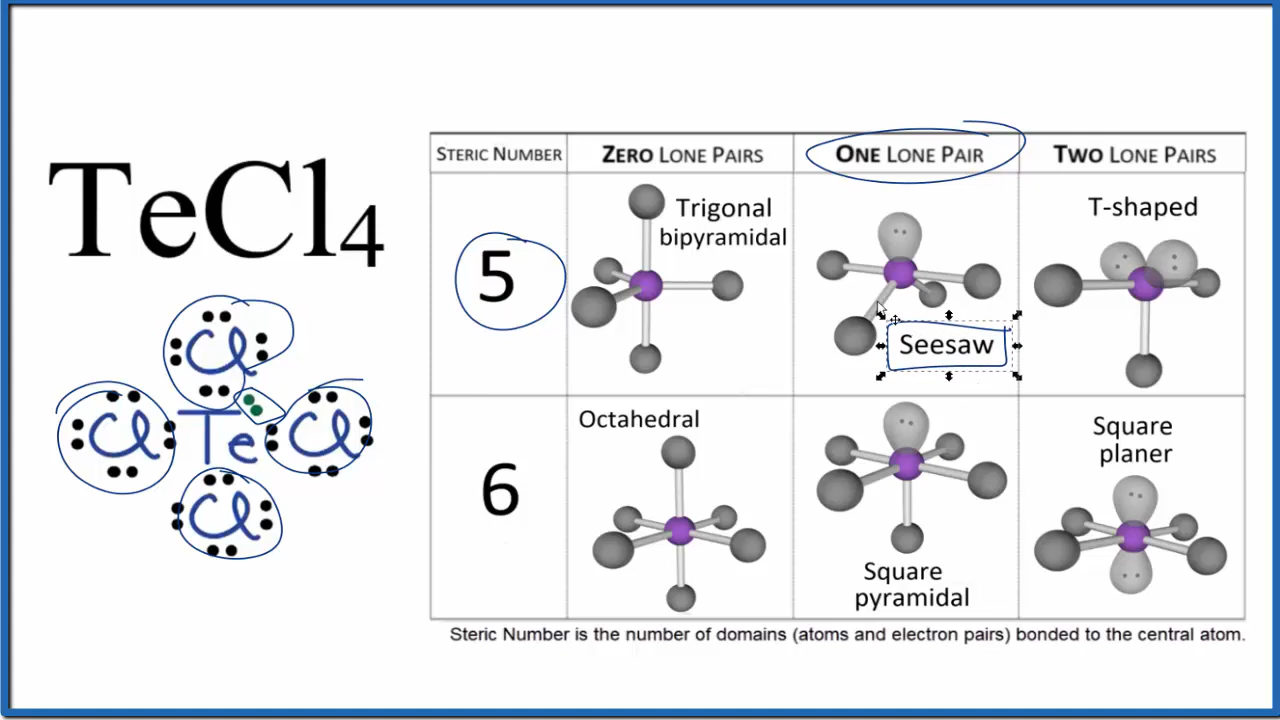 TeCl4
Cl
Cl Te Cl
Cl
STERIC NUMBER ZERO LONE PAIRS ONE LONE PAIR TWO LONE PAIRS
5
Trigonal
bipyramidal
Seesaw
T-shaped
6
Octahedral
Square
pyramidal
Square
planer
Steric Number is the number of domains (atoms and electron pairs) bonded to the central atom.